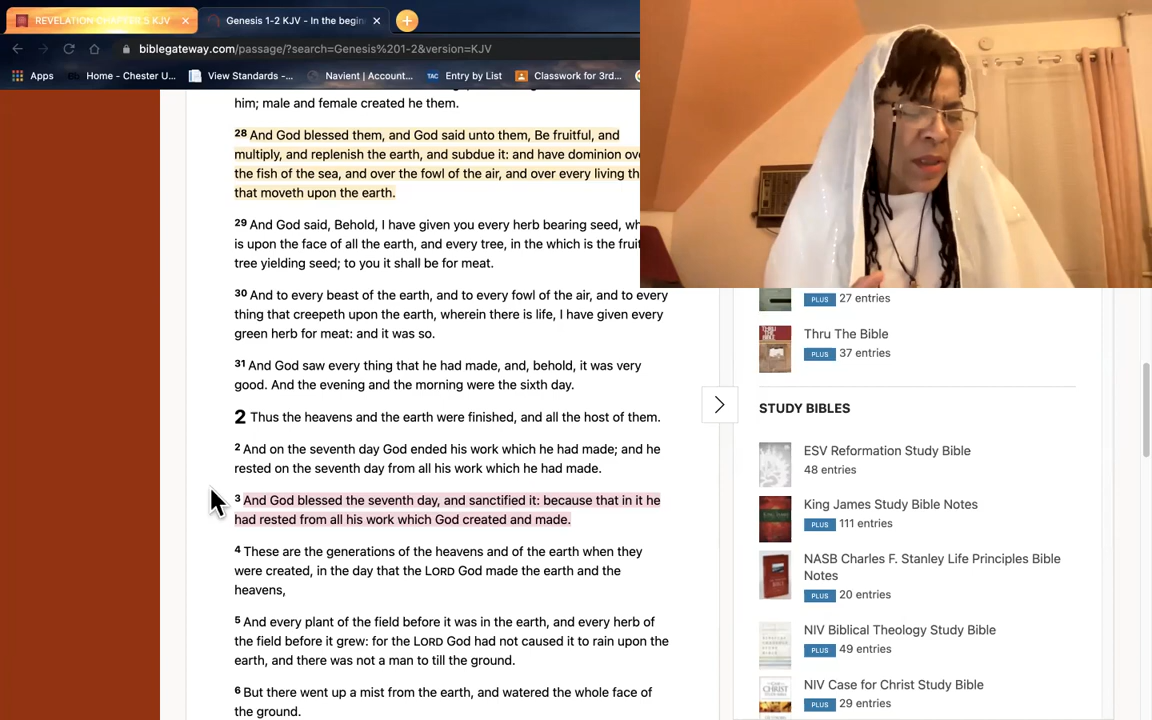 REVELATION CHAPTERS KJV
Genesis 1-2 KJV - In the begin
biblegateway.com/passage/?search=Genesis%201-2&version=KJV
Apps
Home - Chester U...
View Standards -...
Navient | Account...
TAC Entry by List
Classwork for 3rd...
him; male and female created he them.
28 And God blessed them, and God said unto them, Be fruitful, and
multiply, and replenish the earth, and subdue it: and have dominion
the fish of the sea, and over the fowl of the air, and over every living
that moveth upon the earth.
29 And God said, Behold, I have given you every herb bearing seed,
is upon the face of all the earth, and every tree, in the which is the
tree yielding seed; to you it shall be for meat.
30 And to every beast of the earth, and to every fowl of the air, and to every
thing that creepeth upon the earth, wherein there is life, I have given every
green herb for meat: and it was so.
31 And God saw every thing that he had made, and, behold, it was very
good. And the evening and the morning were the sixth day.
2 Thus the heavens and the earth were finished, and all the host of them.
2 And on the seventh day God ended his work which he had made; and he
rested on the seventh day from all his work which he had made.
3 And God blessed the seventh day, and sanctified it: because that in it he
had rested from all his work which God created and made.
4 These are the generations of the heavens and of the earth when they
were created, in the day that the LORD God made the earth and the
heavens,
5 And every plant of the field before it was in the earth, and every herb of
the field before it grew: for the LORD God had not caused it to rain upon the
earth, and there was not a man to till the ground.
6 But there went up a mist from the earth, and watered the whole face of
the ground.
PLUS 27 entries
Thru The Bible
PLUS 37 entries
STUDY BIBLES
ESV Reformation Study Bible
48 entries
King James Study Bible Notes
PLUS 111 entries
NASB Charles F. Stanley Life Principles Bible
Notes
PLUS 20 entries
NIV Biblical Theology Study Bible
PLUS 49 entries
NIV Case for Christ Study Bible
PLUS 29 entries